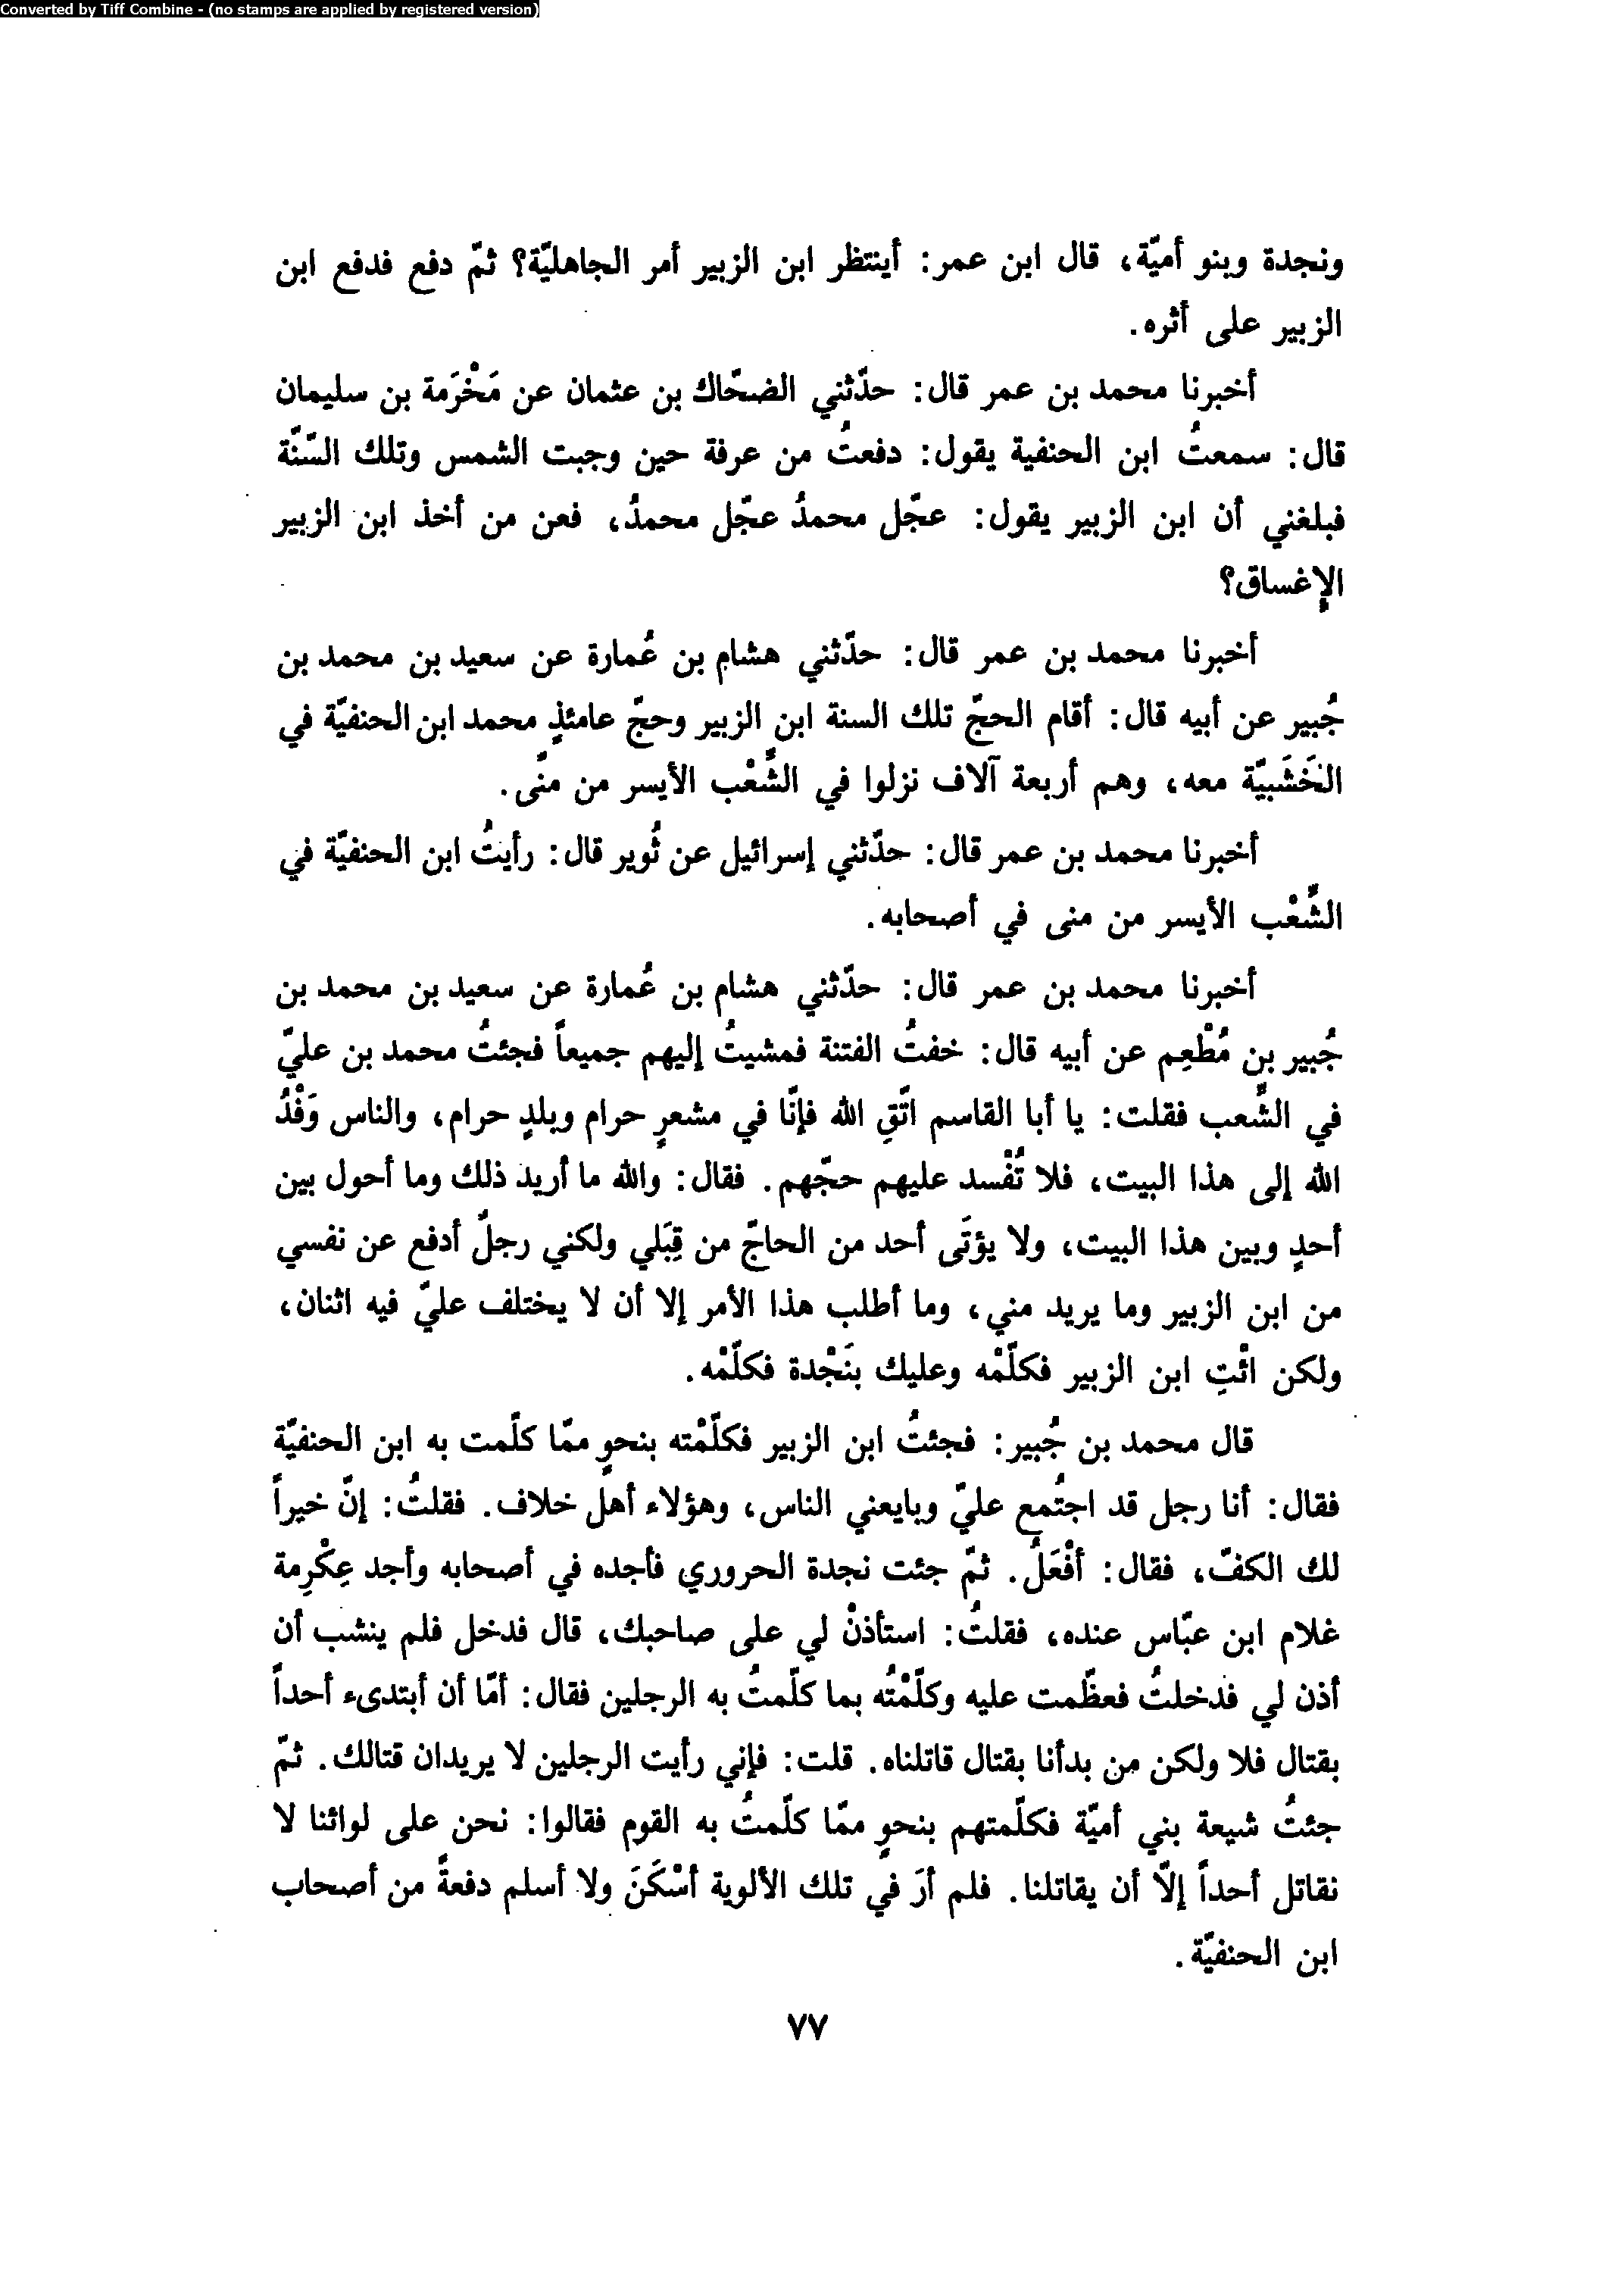 Converted by Tiff Combine - (no stamps are applied by registered version)
ونجدة وبنو أميّة، قال ابن عمر: أينتظر ابن الزبير أمر الجاهليّة؟ ثمّ دفع فدفع ابن
الزبير على أثره.
أخبرنا محمد بن عمر قال: حدّثني الضحّاك بن عثمان عن مَخْرَمة بن سليمان
قال: سمعتُ ابن الحنفية يقول: دفعتُ من عرفة حين وجبت الشمس وتلك السّنّة
فبلغني أن ابن الزبير يقول: عجّل محمدُ عجّل محمدُ، فعن من أخذ ابن الزبير
الإغساق؟
أخبرنا محمد بن عمر قال: حدّثني هشام بن عُمارة عن سعيد بن محمد بن
جُبير عن أبيه قال: أقام الحجّ تلك السنة ابن الزبير وحجّ عامئذٍ محمد ابن الحنفيّة في
الخَشَبيّة معه، وهم أربعة آلاف نزلوا في الشُّعْب الأيسر من منًى.
أخبرنا محمد بن عمر قال: حدّثني إسرائيل عن ثُوير قال: رأيتُ ابن الحنفيّة في
الشُّعْب الأيسر من منى في أصحابه.
أخبرنا محمد بن عمر قال: حدّثني هشام بن عُمارة عن سعيد بن محمد بن
جُبير بن مُطْعِم عن أبيه قال: خفتُ الفتنة فمشيتُ إليهم جميعاً فجئتُ محمد بن عليّ
في الشُّعب فقلت: يا أبا القاسم اتّقِ الله فإنّا في مشعرٍ حرام وبلدٍ حرام، والناس وَفْدُ
الله إلى هذا البيت، فلا تُفْسد عليهم حجّهم. فقال: والله ما أريد ذلك وما أحول بين
أحدٍ وبين هذا البيت، ولا يؤتَى أحد من الحاجّ من قِبَلي ولكني رجلٌ أدفع عن نفسي
من ابن الزبير وما يريد مني، وما أطلب هذا الأمر إلا أن لا يختلف عليّ فيه اثنان،
ولكن ائْتِ ابن الزبير فكلّمْه وعليك بنَجْدة فكلّمْه.
قال محمد بن جُبير: فجئتُ ابن الزبير فكلّمْته بنحوٍ ممّا كلّمت به ابن الحنفيّة
فقال: أنا رجل قد اجتُمع عليّ وبايعني الناس، وهؤلاء أهل خلاف. فقلتُ: إنّ خيراً
لك الكفّ، فقال: أفْعَلُ. ثمّ جئت نجدة الحروري فأجده في أصحابه وأجد عِكْرِمة
غلام ابن عبّاس عنده، فقلتُ: استأذنْ لي على صاحبك، قال فدخل فلم ينشب أن
أذن لي فدخلتُ فعظّمت عليه وكلّمْتُه بما كلّمتُ به الرجلين فقال: أمّا أن أبتدىء أحداً
بقتال فلا ولكن من بدأنا بقتال قاتلناه. قلت: فإني رأيت الرجلين لا يريدان قتالك. ثمّ
جئتُ شيعة بني أميّة فكلّمتهم بنحوٍ ممّا كلّمتُ به القوم فقالوا: نحن على لوائنا لا
نقاتل أحداً إلاّ أن يقاتلنا. فلم أرَ في تلك الألوية أسْكَنَ ولا أسلم دفعةً من أصحاب
ابن الحنفيّة.
٧٧